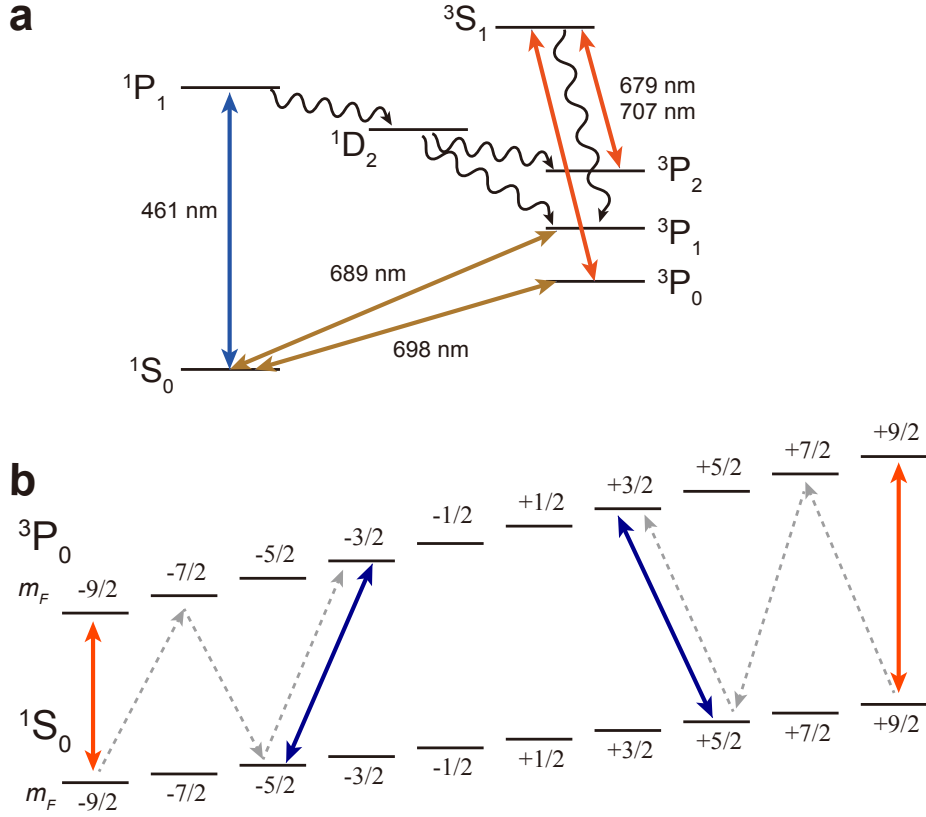 a
³S₁
¹P₁
679 nm
707 nm
¹D₂
³P₂
461 nm
³P₁
689 nm
³P₀
698 nm
¹S₀
b
³P₀
m_F -9/2 -7/2 -5/2 -3/2 -1/2 +1/2 +3/2 +5/2 +7/2 +9/2
¹S₀
m_F -9/2 -7/2 -5/2 -3/2 -1/2 +1/2 +3/2 +5/2 +7/2 +9/2